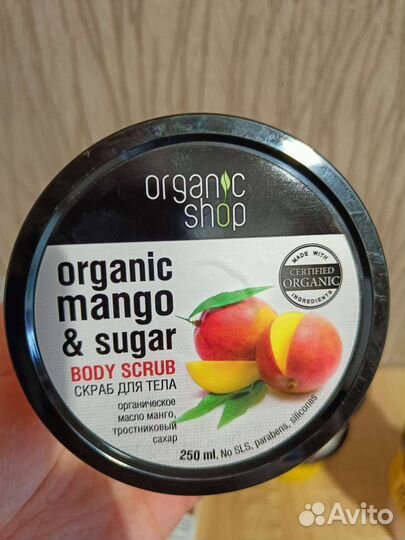 organic
shop
organic
mango
& sugar
BODY SCRUB
СКРАБ ДЛЯ ТЕЛА
органическое
масло манго,
тростниковый
сахар
250 ml. No SLS, parabens, silicones
MADE WITH
CERTIFIED
ORGANIC
INGREDIENTS
Avito